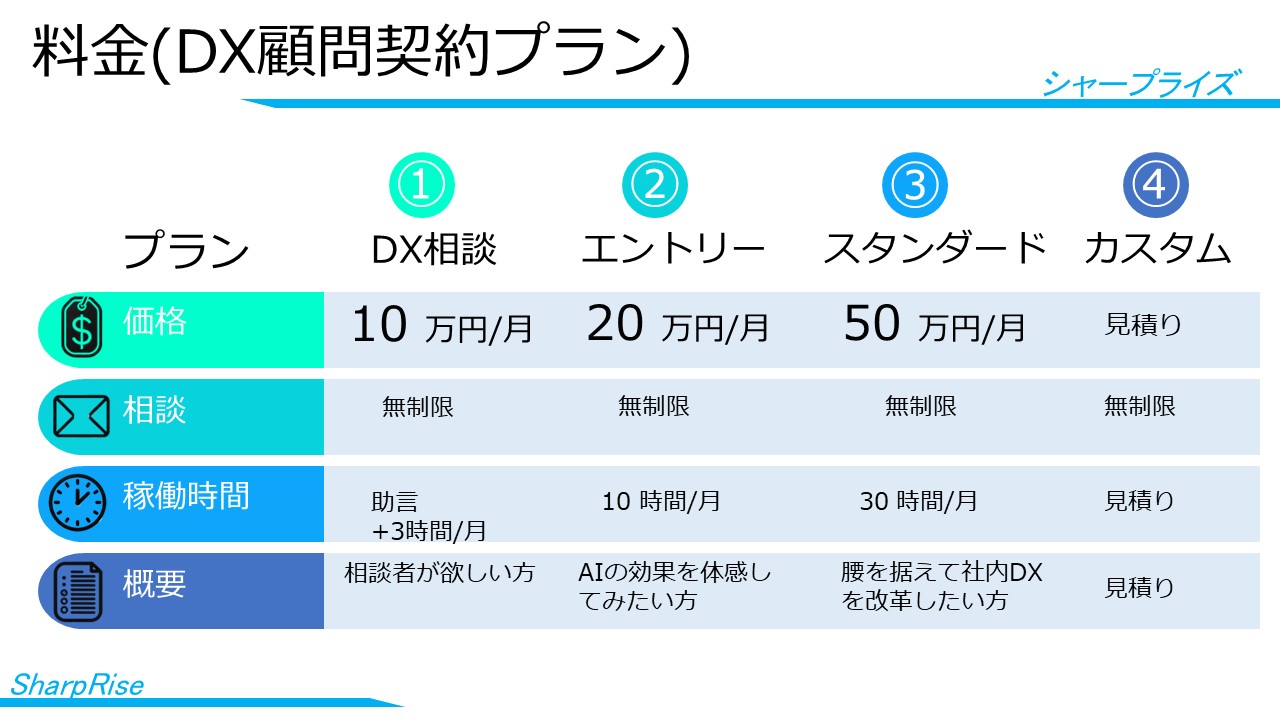 料金(DX顧問契約プラン)
シャープライズ
① ② ③ ④
プラン DX相談 エントリー スタンダード カスタム
価格 10 万円/月 20 万円/月 50 万円/月 見積り
相談 無制限 無制限 無制限 無制限
稼働時間 助言 10 時間/月 30 時間/月 見積り
+3時間/月
概要 相談者が欲しい方 AIの効果を体感し 腰を据えて社内DX 見積り
てみたい方 を改革したい方
SharpRise